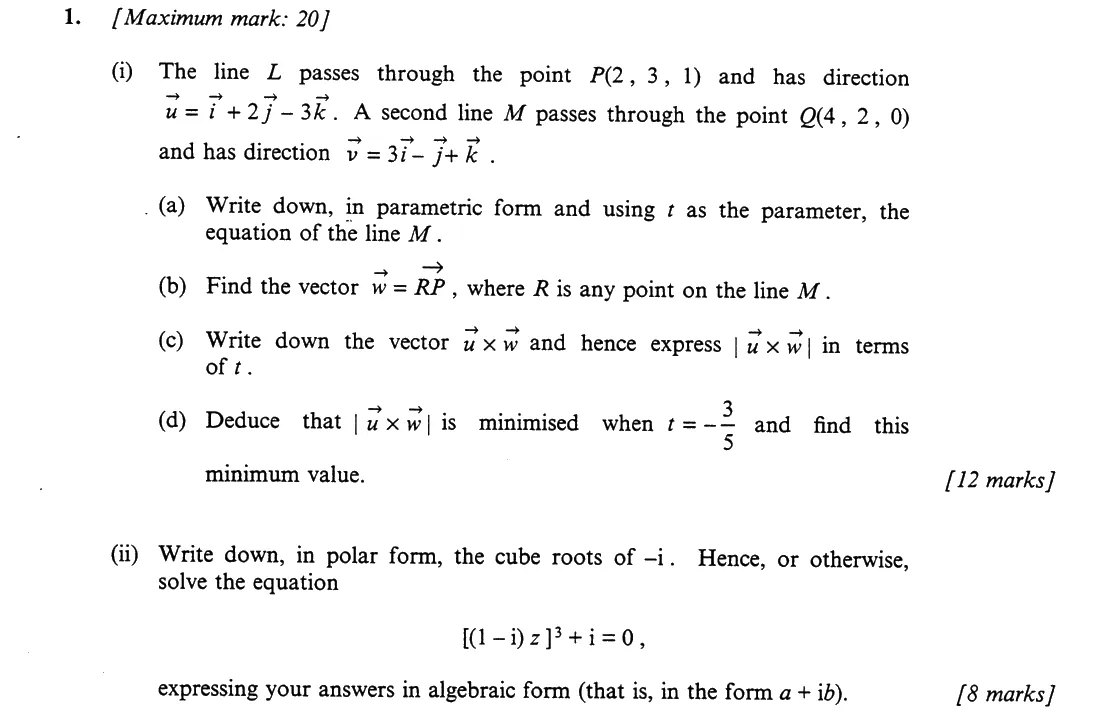 1. [Maximum mark: 20]
(i) The line L passes through the point P(2, 3, 1) and has direction
u⃗ = i⃗ + 2j⃗ – 3k⃗ . A second line M passes through the point Q(4, 2, 0)
and has direction v⃗ = 3i⃗ – j⃗ + k⃗ .
(a) Write down, in parametric form and using t as the parameter, the
equation of the line M .
(b) Find the vector w⃗ = R͞P⃗ , where R is any point on the line M .
(c) Write down the vector u⃗ × w⃗ and hence express | u⃗ × w⃗ | in terms
of t .
(d) Deduce that | u⃗ × w⃗ | is minimised when t = –3/5 and find this
minimum value. [12 marks]
(ii) Write down, in polar form, the cube roots of –i . Hence, or otherwise,
solve the equation
[(1 – i) z ]³ + i = 0 ,
expressing your answers in algebraic form (that is, in the form a + ib). [8 marks]